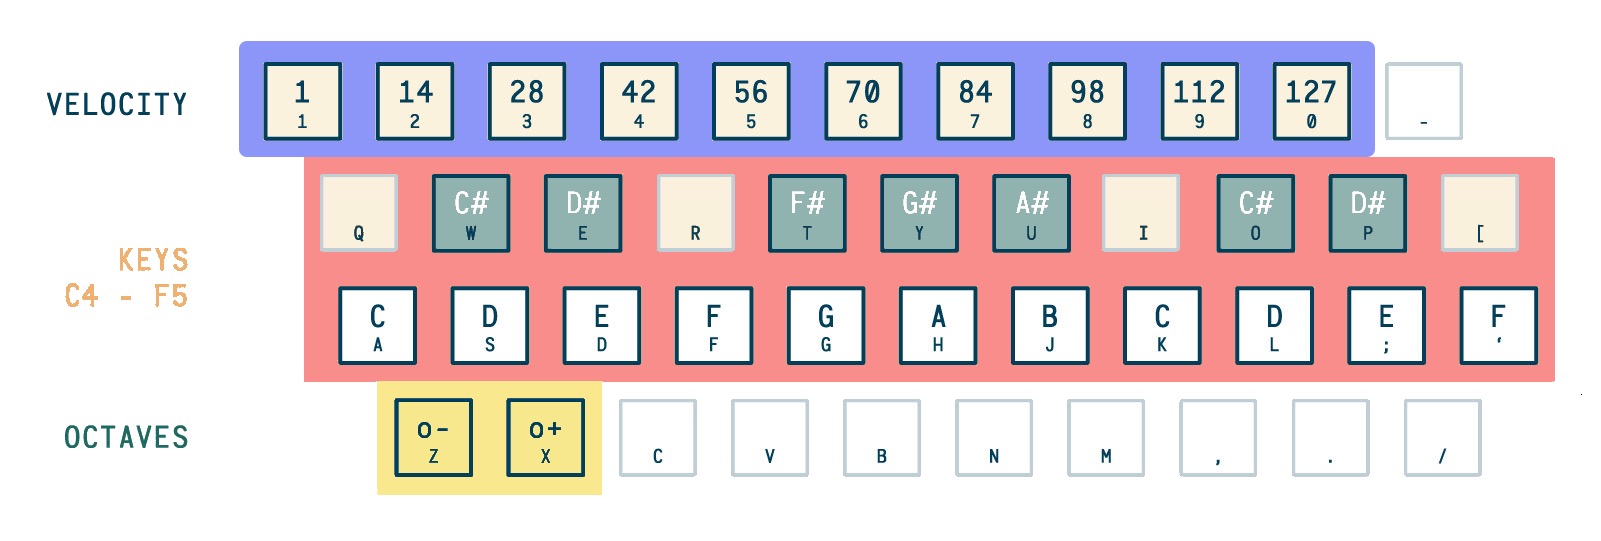 VELOCITY
1 14 28 42 56 70 84 98 112 127
1 2 3 4 5 6 7 8 9 0 -
C# D# F# G# A# C# D#
Q W E R T Y U I O P [
KEYS
C4 - F5
C D E F G A B C D E F
A S D F G H J K L ; ‘
OCTAVES
o- o+
Z X C V B N M , . /